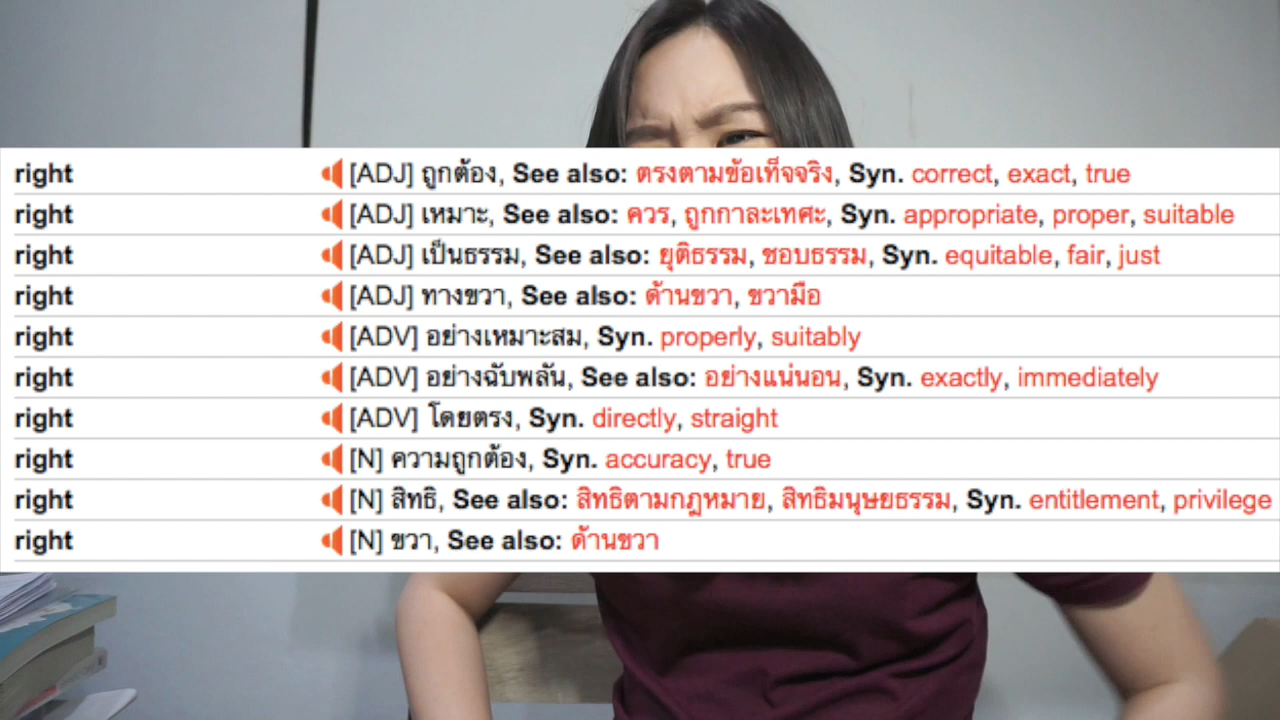 right [ADJ] ถูกต้อง, See also: ตรงตามข้อเท็จจริง, Syn. correct, exact, true
right [ADJ] เหมาะ, See also: ควร, ถูกกาละเทศะ, Syn. appropriate, proper, suitable
right [ADJ] เป็นธรรม, See also: ยุติธรรม, ชอบธรรม, Syn. equitable, fair, just
right [ADJ] ทางขวา, See also: ด้านขวา, ขวามือ
right [ADV] อย่างเหมาะสม, Syn. properly, suitably
right [ADV] อย่างฉับพลัน, See also: อย่างแน่นอน, Syn. exactly, immediately
right [ADV] โดยตรง, Syn. directly, straight
right [N] ความถูกต้อง, Syn. accuracy, true
right [N] สิทธิ, See also: สิทธิตามกฎหมาย, สิทธิมนุษยธรรม, Syn. entitlement, privilege
right [N] ขวา, See also: ด้านขวา